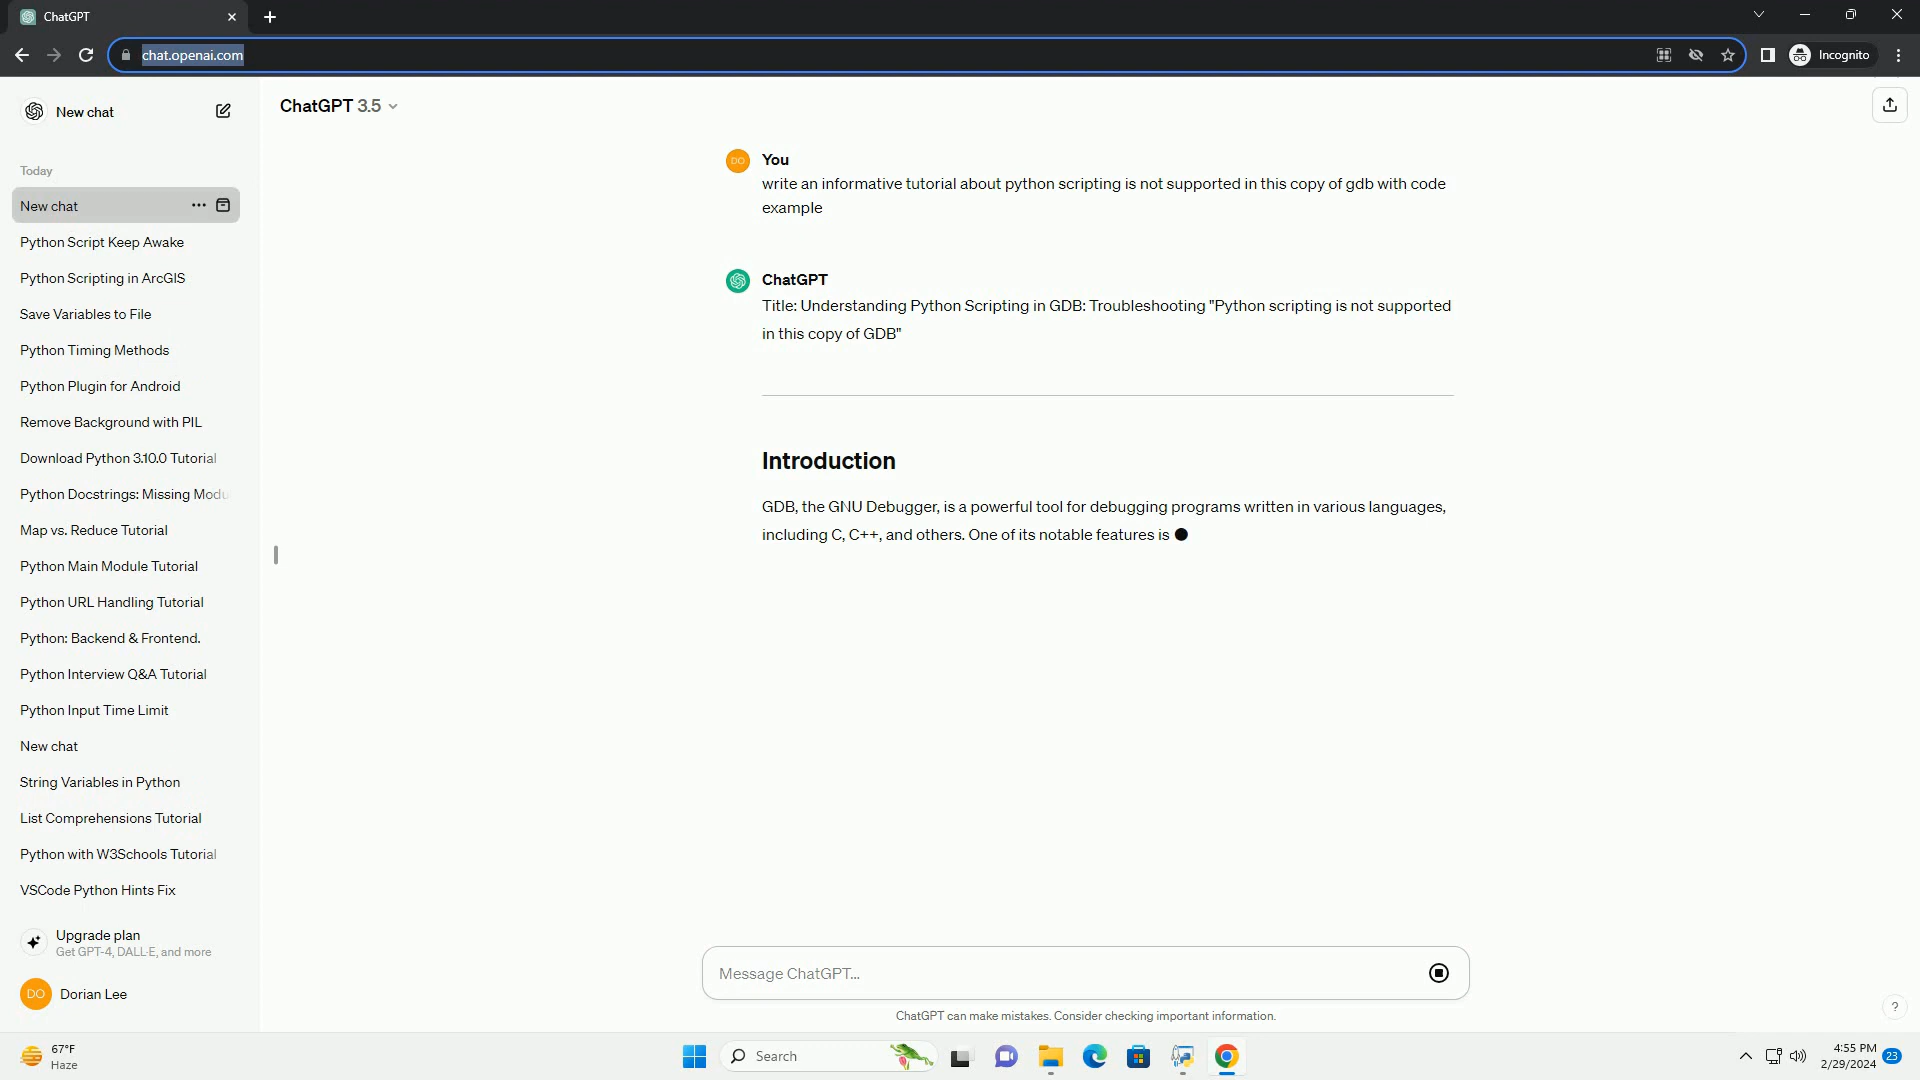 ChatGPT
chat.openai.com
Incognito
New chat
ChatGPT 3.5
Today
New chat
Python Script Keep Awake
Python Scripting in ArcGIS
Save Variables to File
Python Timing Methods
Python Plugin for Android
Remove Background with PIL
Download Python 3.10.0 Tutorial
Python Docstrings: Missing Modu
Map vs. Reduce Tutorial
Python Main Module Tutorial
Python URL Handling Tutorial
Python: Backend & Frontend.
Python Interview Q&A Tutorial
Python Input Time Limit
New chat
String Variables in Python
List Comprehensions Tutorial
Python with W3Schools Tutorial
VSCode Python Hints Fix
Upgrade plan
Get GPT-4, DALL·E, and more
DO
Dorian Lee
DO
You
write an informative tutorial about python scripting is not supported in this copy of gdb with code
example
ChatGPT
Title: Understanding Python Scripting in GDB: Troubleshooting "Python scripting is not supported
in this copy of GDB"
Introduction
GDB, the GNU Debugger, is a powerful tool for debugging programs written in various languages,
including C, C++, and others. One of its notable features is
Message ChatGPT...
ChatGPT can make mistakes. Consider checking important information.
?
67°F
Haze
Search
4:55 PM
2/29/2024
23